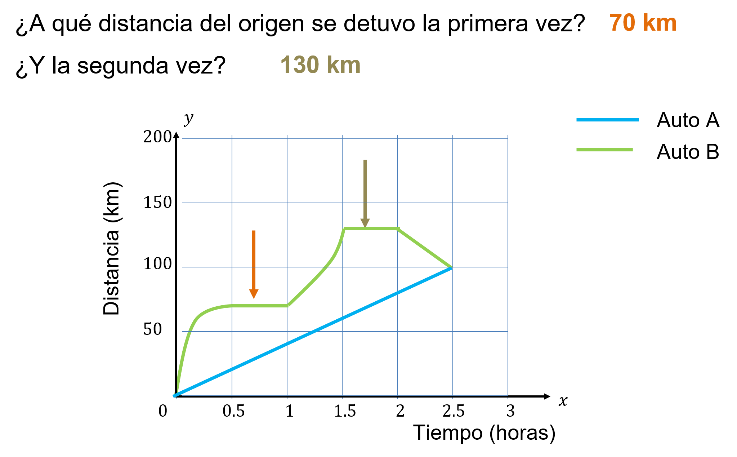 ¿A qué distancia del origen se detuvo la primera vez? 70 km
¿Y la segunda vez? 130 km
y
200
150
100
50
0 0.5 1 1.5 2 2.5 3 x
Distancia (km)
Tiempo (horas)
Auto A
Auto B